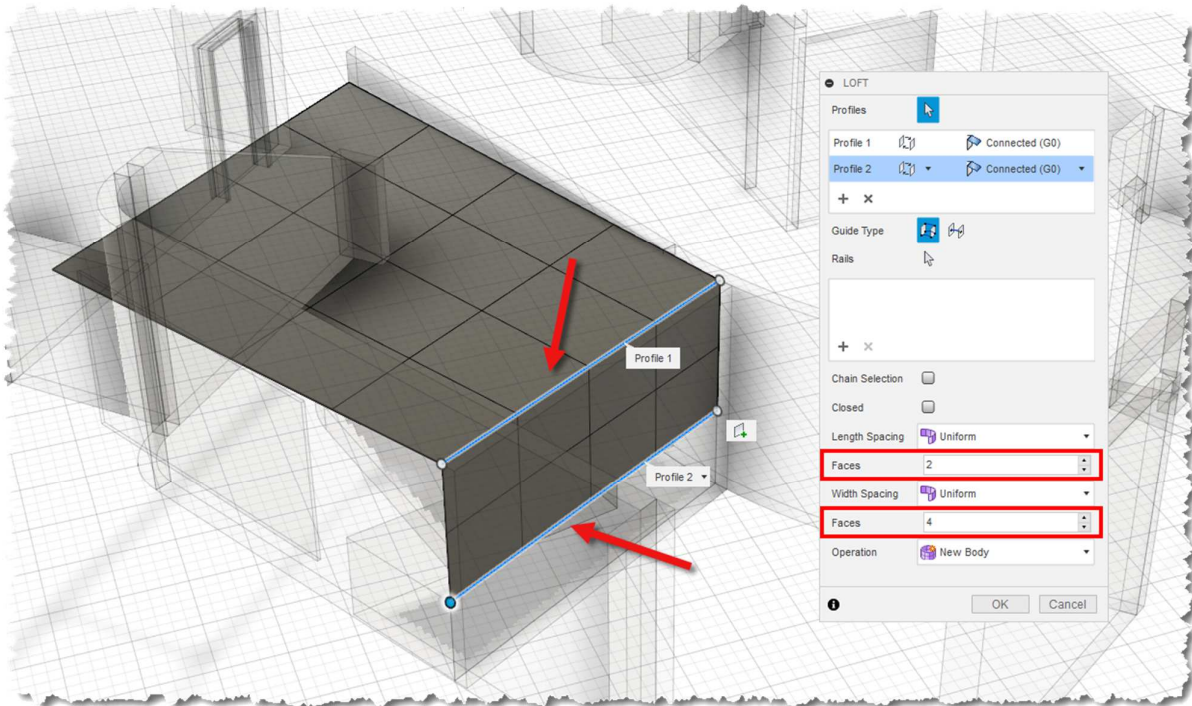 LOFT
Profiles
Profile 1 Connected (G0)
Profile 2 Connected (G0)
Guide Type
Rails
Chain Selection
Closed
Length Spacing Uniform
Faces 2
Width Spacing Uniform
Faces 4
Operation New Body
OK Cancel
Profile 1
Profile 2